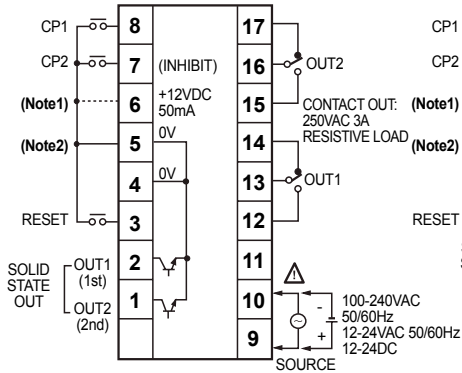 CP1
CP2
(Note1)
(Note2)
RESET
SOLID
STATE
OUT
OUT1
(1st)
OUT2
(2nd)
8
7
6
5
4
3
2
1
(INHIBIT)
+12VDC
50mA
0V
0V
17
16
15
14
13
12
11
10
9
OUT2
CONTACT OUT:
250VAC 3A
RESISTIVE LOAD
OUT1
!
-
+
~
100-240VAC
50/60Hz
12-24VAC 50/60Hz
12-24DC
SOURCE
CP1
CP2
(Note1)
(Note2)
RESET